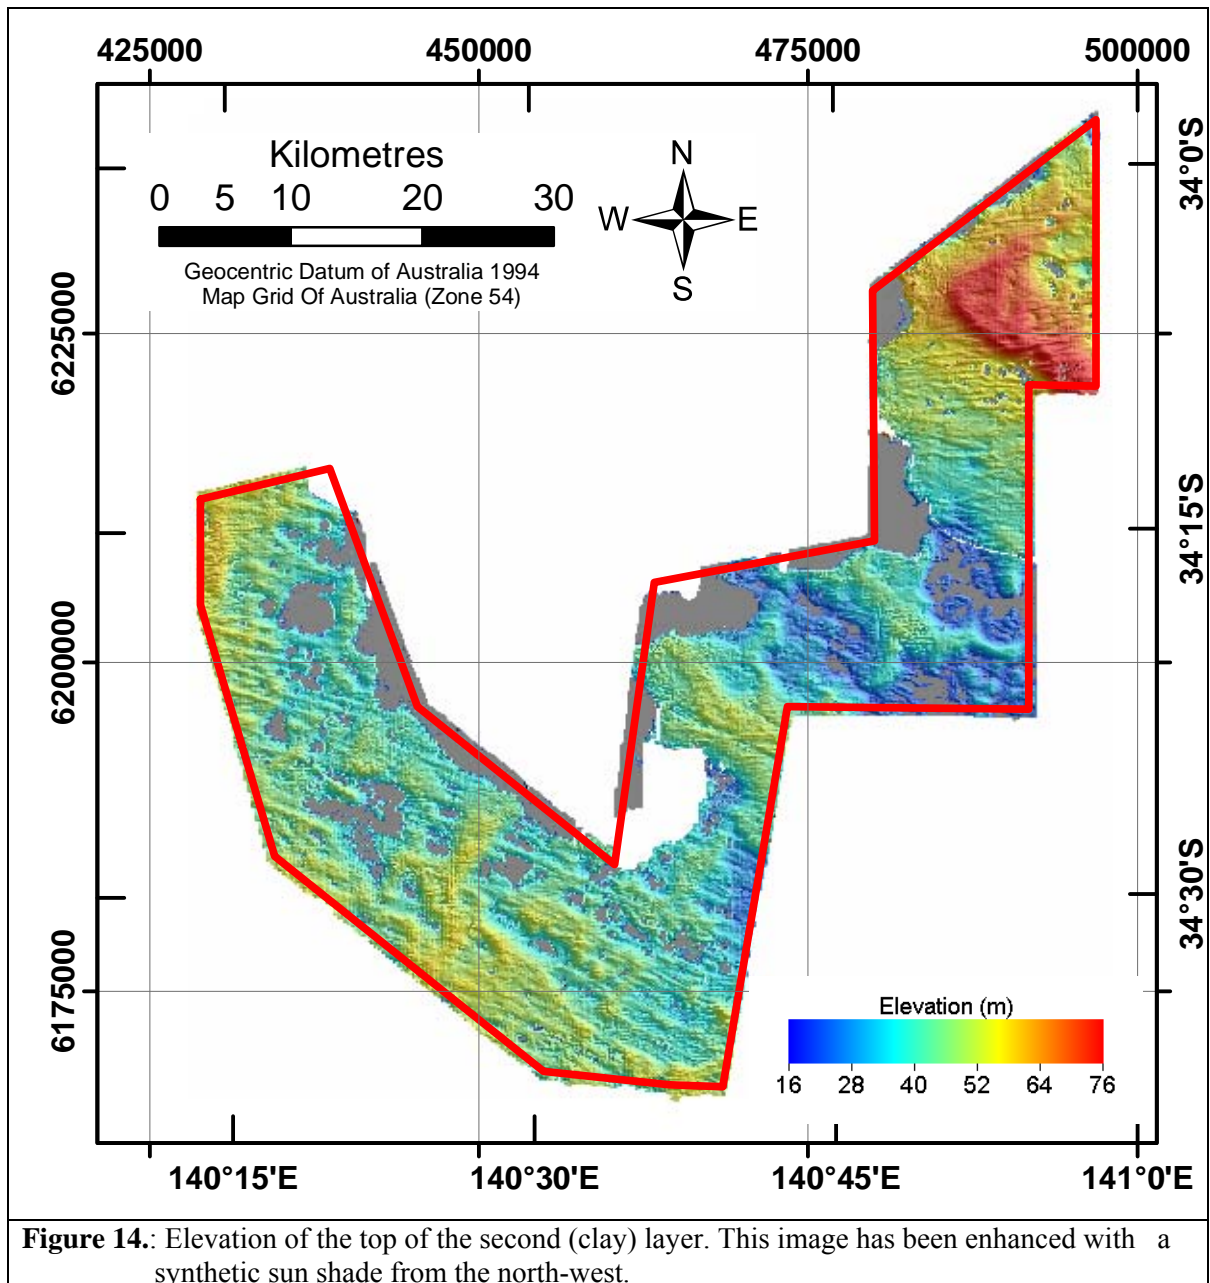 425000 450000 475000 500000
Kilometres
0 5 10 20 30
Geocentric Datum of Australia 1994
Map Grid Of Australia (Zone 54)
N
W E
S
34°0'S
6225000
34°15'S
6200000
34°30'S
6175000
Elevation (m)
16 28 40 52 64 76
140°15'E 140°30'E 140°45'E 141°0'E
Figure 14.: Elevation of the top of the second (clay) layer. This image has been enhanced with a
synthetic sun shade from the north-west.